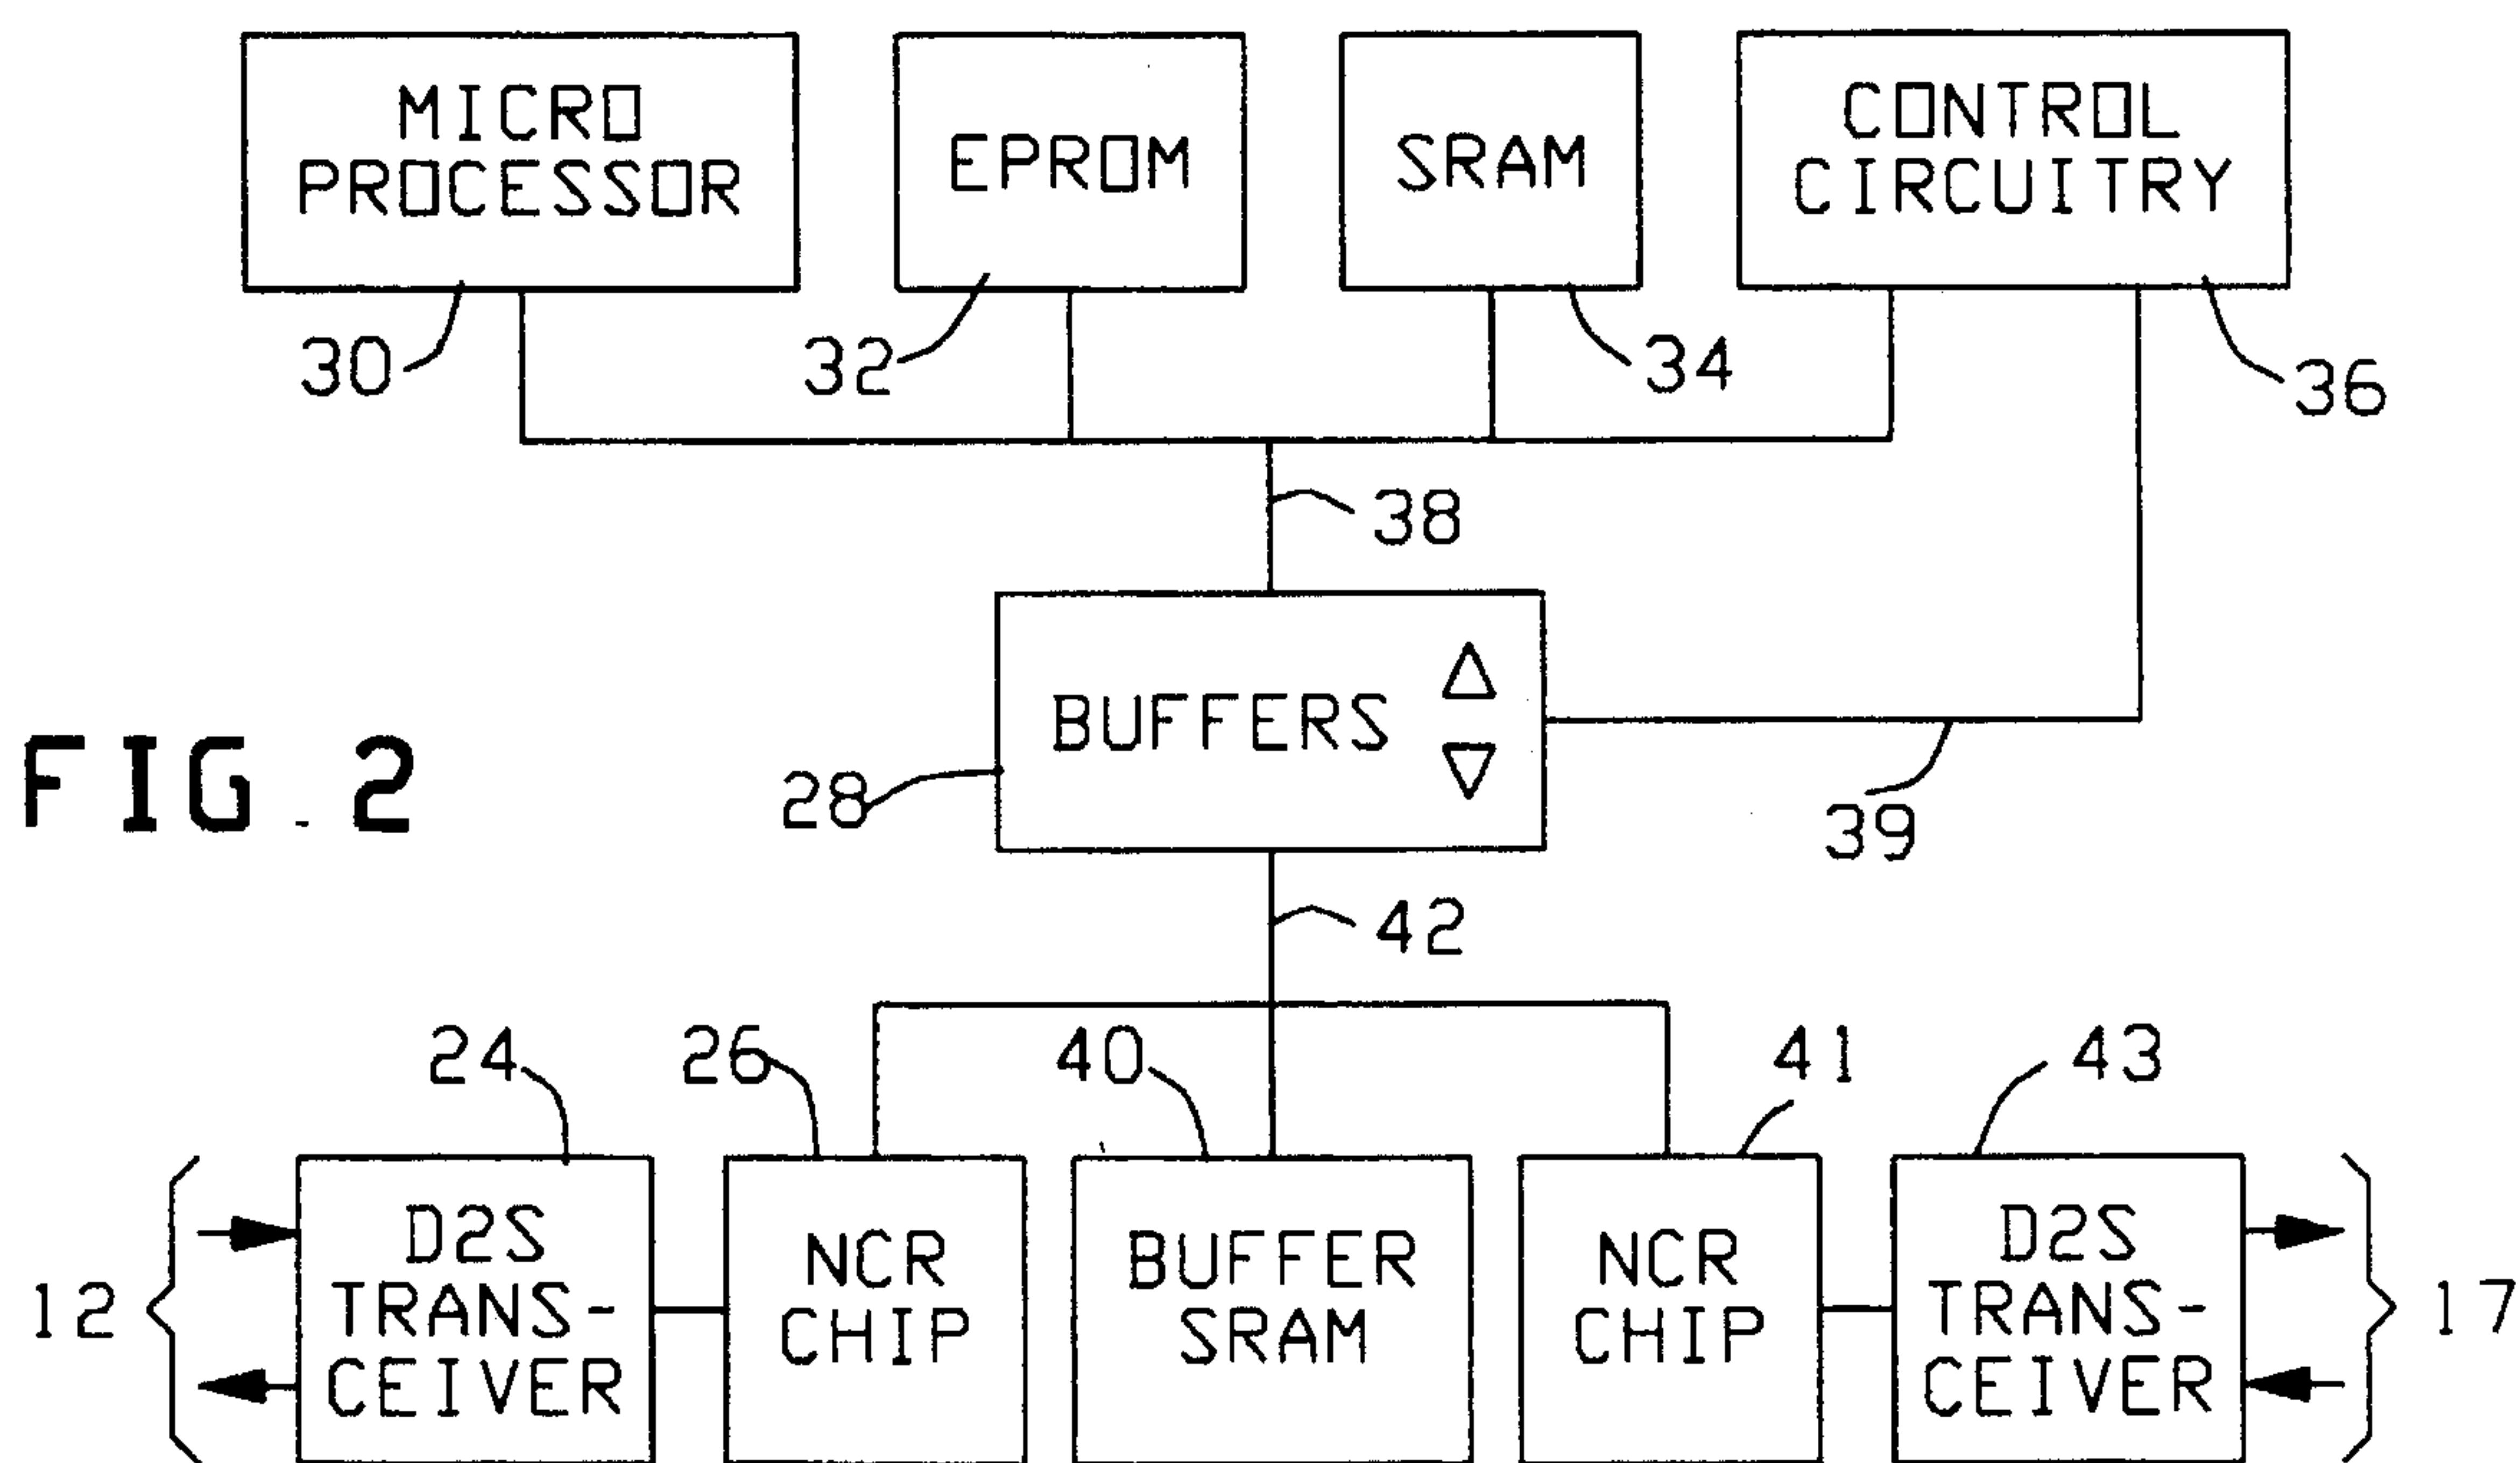 MICRO
PROCESSOR
EPROM
SRAM
CONTROL
CIRCUITRY
30
32
34
36
38
BUFFERS
28
39
FIG.2
42
24
26
40
41
43
12
D2S
TRANS-
CEIVER
NCR
CHIP
BUFFER
SRAM
NCR
CHIP
D2S
TRANS-
CEIVER
17